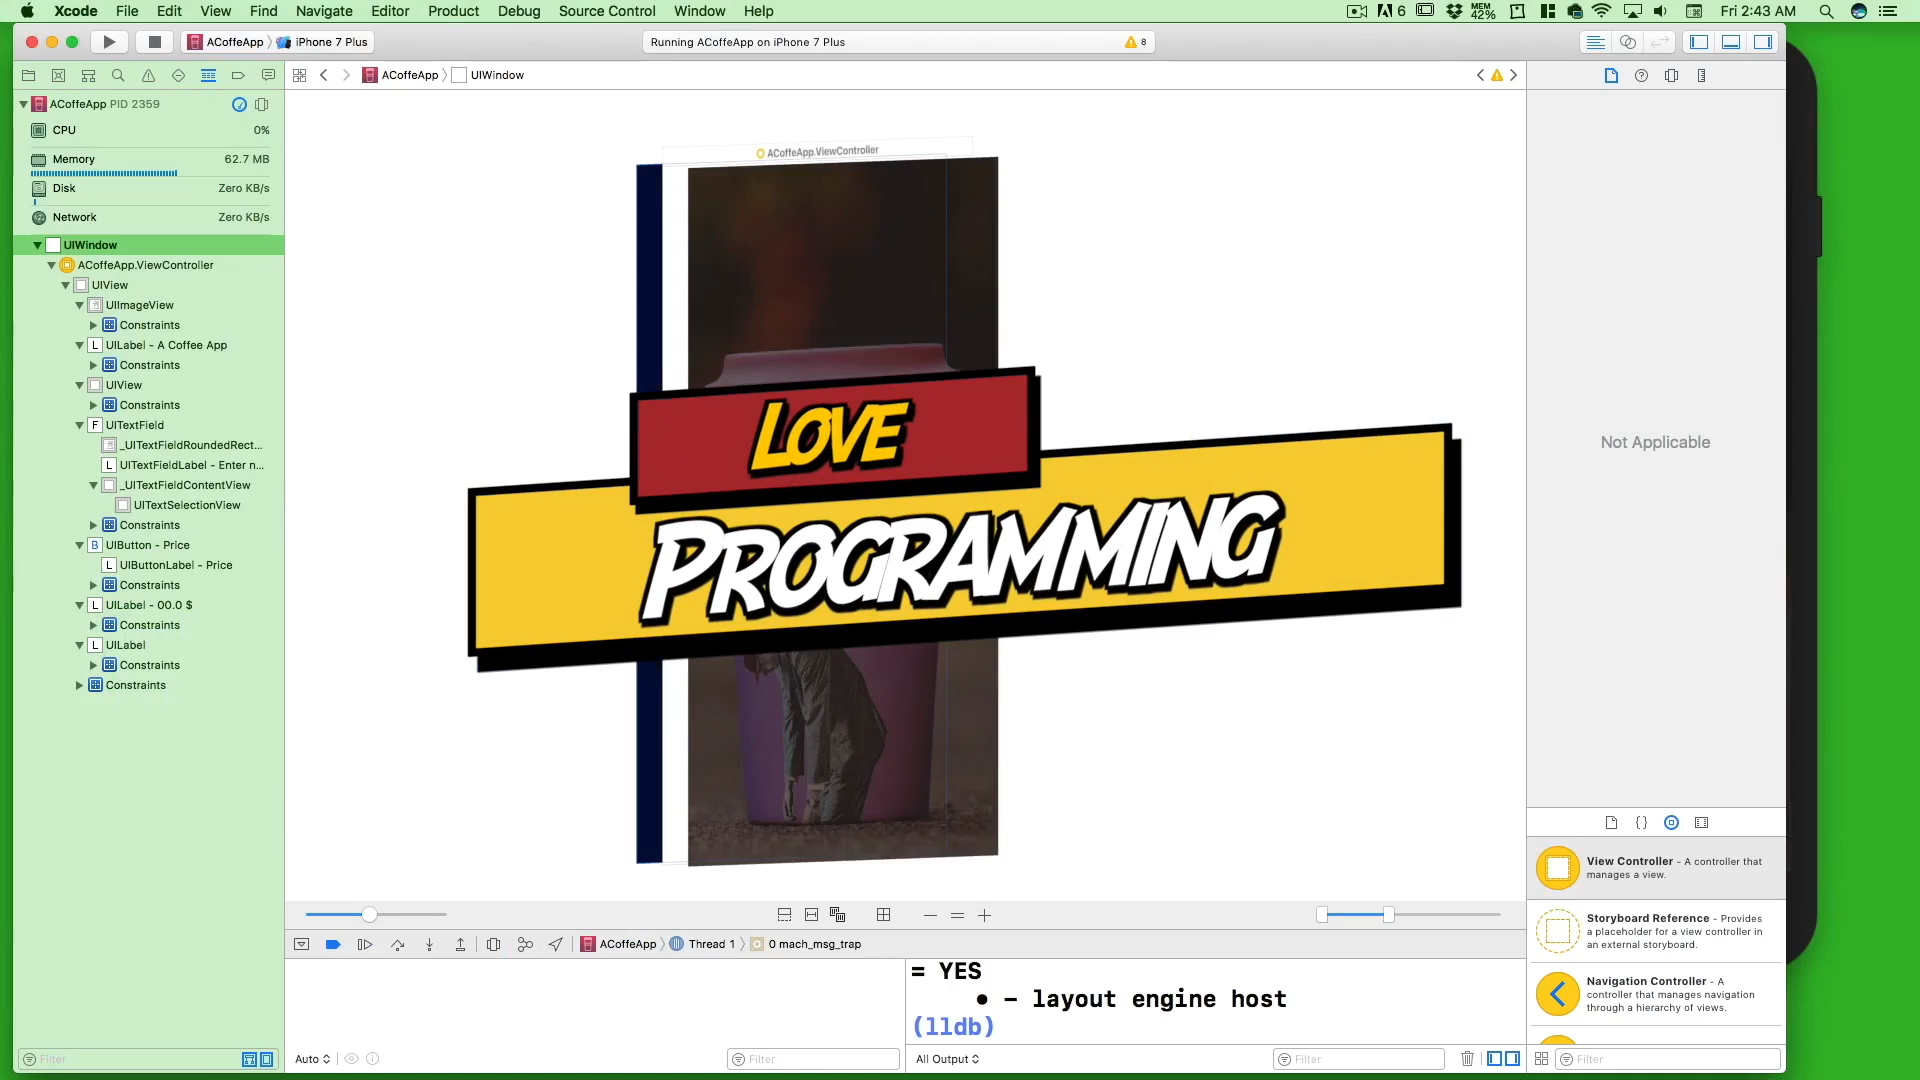 Xcode File Edit View Find Navigate Editor Product Debug Source Control Window Help
6 MEM 42% Fri 2:43 AM
ACoffeApp iPhone 7 Plus
Running ACoffeApp on iPhone 7 Plus 8
ACoffeApp UIWindow
ACoffeApp PID 2359
CPU 0%
Memory 62.7 MB
Disk Zero KB/s
Network Zero KB/s
UIWindow
ACoffeApp.ViewController
UIView
UIImageView
Constraints
L UILabel - A Coffee App
Constraints
UIView
Constraints
F UITextField
_UITextFieldRoundedRect...
L UITextFieldLabel - Enter n...
_UITextFieldContentView
UITextSelectionView
Constraints
B UIButton - Price
L UIButtonLabel - Price
Constraints
L UILabel - 00.0 $
Constraints
L UILabel
Constraints
Constraints
Filter
ACoffeApp.ViewController
LOVE
PROGRAMMING
ACoffeApp Thread 1 0 mach_msg_trap
= YES
• - layout engine host
(lldb)
Auto
Filter
All Output
Filter
Not Applicable
View Controller - A controller that
manages a view.
Storyboard Reference - Provides
a placeholder for a view controller in
an external storyboard.
Navigation Controller - A
controller that manages navigation
through a hierarchy of views.
Filter